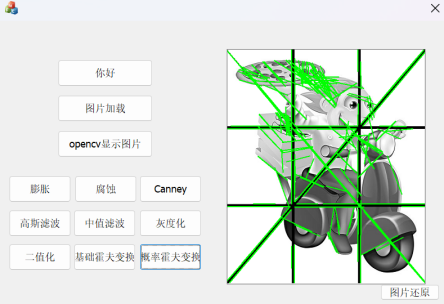 你好
图片加载
opencv显示图片
膨胀 腐蚀 Canney
高斯滤波 中值滤波 灰度化
二值化 基础霍夫变换 概率霍夫变换
图片还原